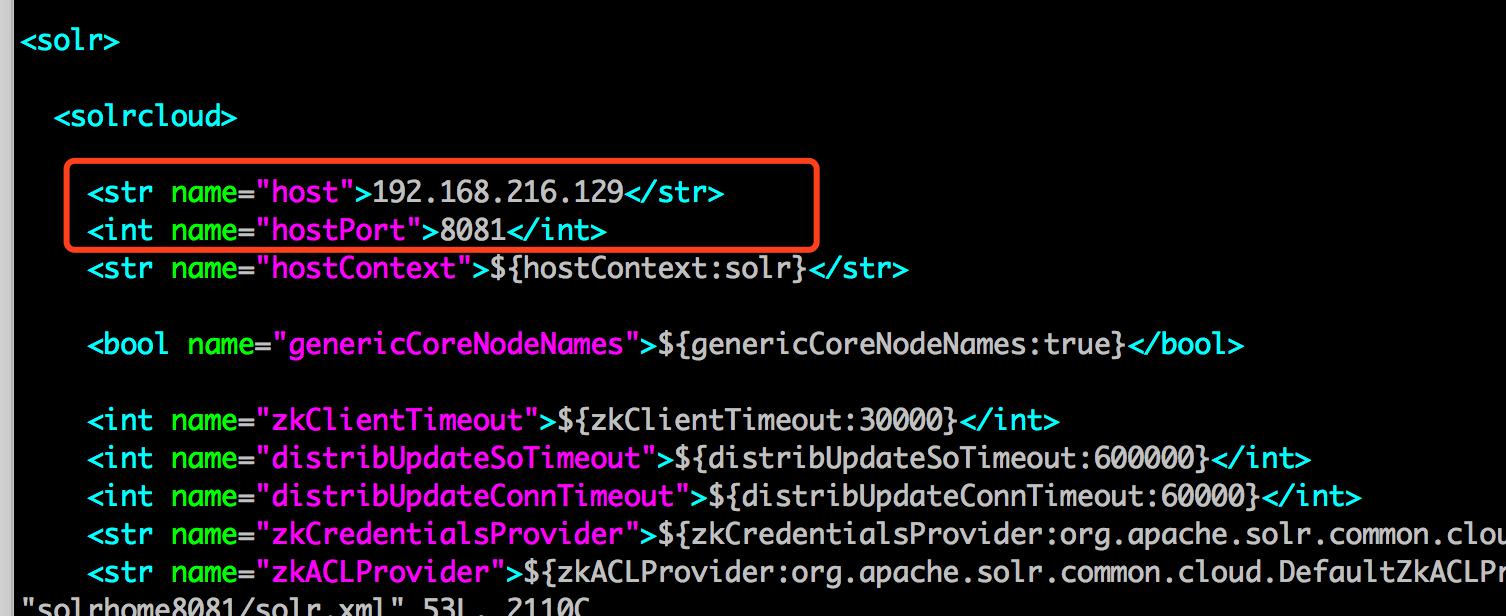 <solr>
<solrcloud>
<str name="host">192.168.216.129</str>
<int name="hostPort">8081</int>
<str name="hostContext">${hostContext:solr}</str>
<bool name="genericCoreNodeNames">${genericCoreNodeNames:true}</bool>
<int name="zkClientTimeout">${zkClientTimeout:30000}</int>
<int name="distribUpdateSoTimeout">${distribUpdateSoTimeout:600000}</int>
<int name="distribUpdateConnTimeout">${distribUpdateConnTimeout:60000}</int>
<str name="zkCredentialsProvider">${zkCredentialsProvider:org.apache.solr.common.clou
<str name="zkACLProvider">${zkACLProvider:org.apache.solr.common.cloud.DefaultZkACLPr
"solrhome8081/solr.xml" 53L, 2110C